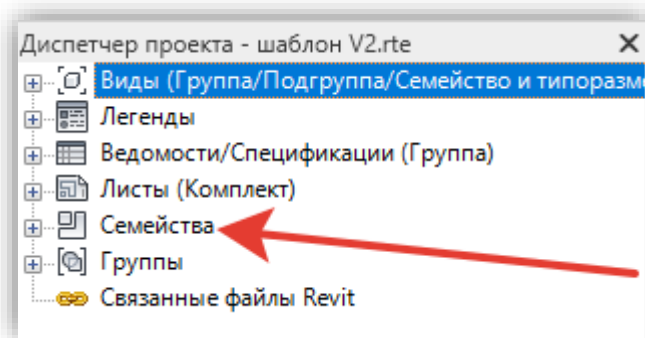 Диспетчер проекта - шаблон V2.rte
Виды (Группа/Подгруппа/Семейство и типоразме
Легенды
Ведомости/Спецификации (Группа)
Листы (Комплект)
Семейства
Группы
Связанные файлы Revit